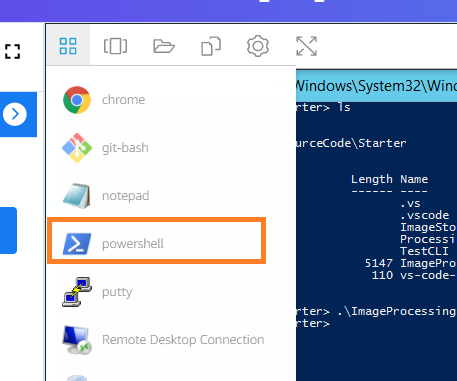 chrome
git-bash
notepad
powershell
putty
Remote Desktop Connection
Windows\System32\Wind
rter> ls
urceCode\Starter
Length Name
------ ----
.vs
.vscode
ImageSto
Processi
TestCLI
5147 ImagePro
110 vs-code-
rter> .\ImageProcessing
rter>